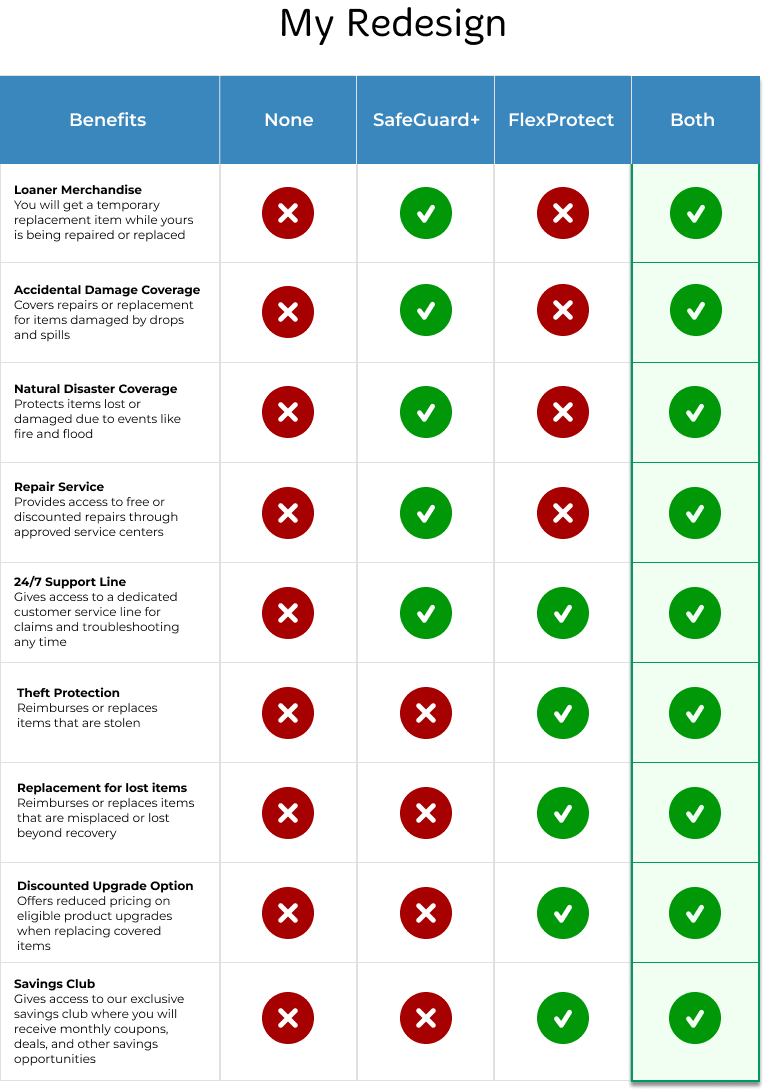 My Redesign
Benefits
None
SafeGuard+
FlexProtect
Both
Loaner Merchandise
You will get a temporary
replacement item while yours
is being repaired or replaced
Accidental Damage Coverage
Covers repairs or replacement
for items damaged by drops
and spills
Natural Disaster Coverage
Protects items lost or
damaged due to events like
fire and flood
Repair Service
Provides access to free or
discounted repairs through
approved service centers
24/7 Support Line
Gives access to a dedicated
customer service line for
claims and troubleshooting
any time
Theft Protection
Reimburses or replaces
items that are stolen
Replacement for lost items
Reimburses or replaces items
that are misplaced or lost
beyond recovery
Discounted Upgrade Option
Offers reduced pricing on
eligible product upgrades
when replacing covered
items
Savings Club
Gives access to our exclusive
savings club where you will
receive monthly coupons,
deals, and other savings
opportunities